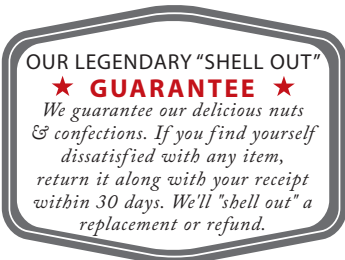 OUR LEGENDARY “SHELL OUT”
★ GUARANTEE ★
We guarantee our delicious nuts
& confections. If you find yourself
dissatisfied with any item,
return it along with your receipt
within 30 days. We'll "shell out" a
replacement or refund.